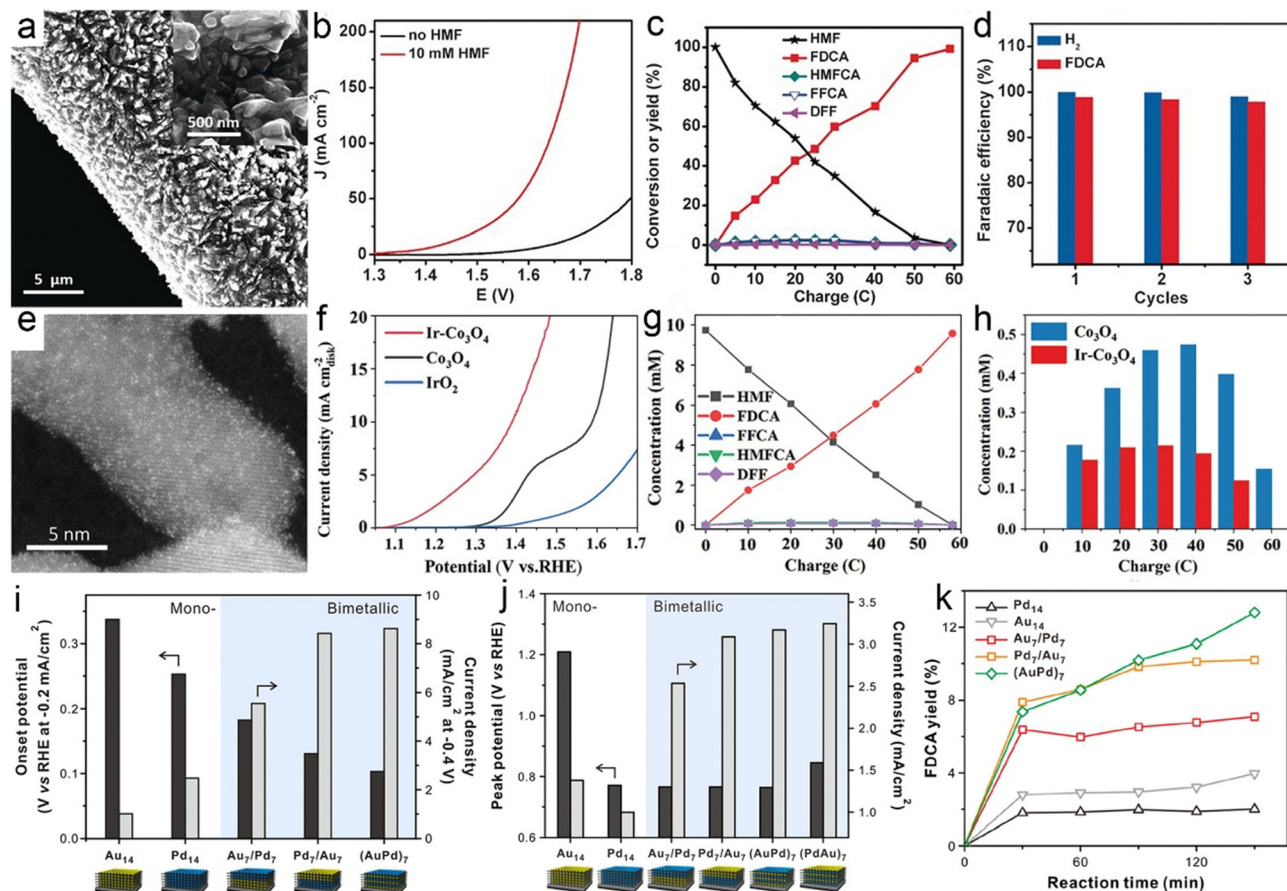 a
500 nm
5 μm
b
no HMF
10 mM HMF
J (mA cm⁻²)
200
150
100
50
0
1.3 1.4 1.5 1.6 1.7 1.8
E (V)
c
HMF
FDCA
HMFCA
FFCA
DFF
Conversion or yield (%)
100
80
60
40
20
0
0 10 20 30 40 50 60
Charge (C)
d
H₂
FDCA
Faradaic efficiency (%)
110
100
90
80
70
1 2 3
Cycles
e
5 nm
f
Ir-Co₃O₄
Co₃O₄
IrO₂
Current density (mA cm⁻²disk)
20
16
12
8
4
0
1.1 1.2 1.3 1.4 1.5 1.6 1.7
Potential (V vs.RHE
g
HMF
FDCA
FFCA
HMFCA
DFF
Concentration (mM)
10
8
6
4
2
0
0 10 20 30 40 50 60
Charge (C)
h
Co₃O₄
Ir-Co₃O₄
Concentration (mM)
0.5
0.4
0.3
0.2
0.1
0.0
0 10 20 30 40 50 60
Charge (C)
i
Mono-
Bimetallic
Onset potential
(V vs RHE at -0.2 mA/cm²)
0.3
0.2
0.1
0.0
10
9
8
7
6
5
4
3
2
1
0
Current density
(mA/cm² at -0.4 V)
Au₁₄ Pd₁₄ Au₇/Pd₇ Pd₇/Au₇ (AuPd)₇
j
Mono-
Bimetallic
Peak potential (V vs RHE)
1.4
1.2
1.0
0.8
0.6
3.5
3.0
2.5
2.0
1.5
1.0
Current density (mA/cm²)
Au₁₄ Pd₁₄ Au₇/Pd₇ Pd₇/Au₇ (AuPd)₇ (PdAu)₇
k
Pd₁₄
Au₁₄
Au₇/Pd₇
Pd₇/Au₇
(AuPd)₇
FDCA yield (%)
12
8
4
0
0 60 120
Reaction time (min)